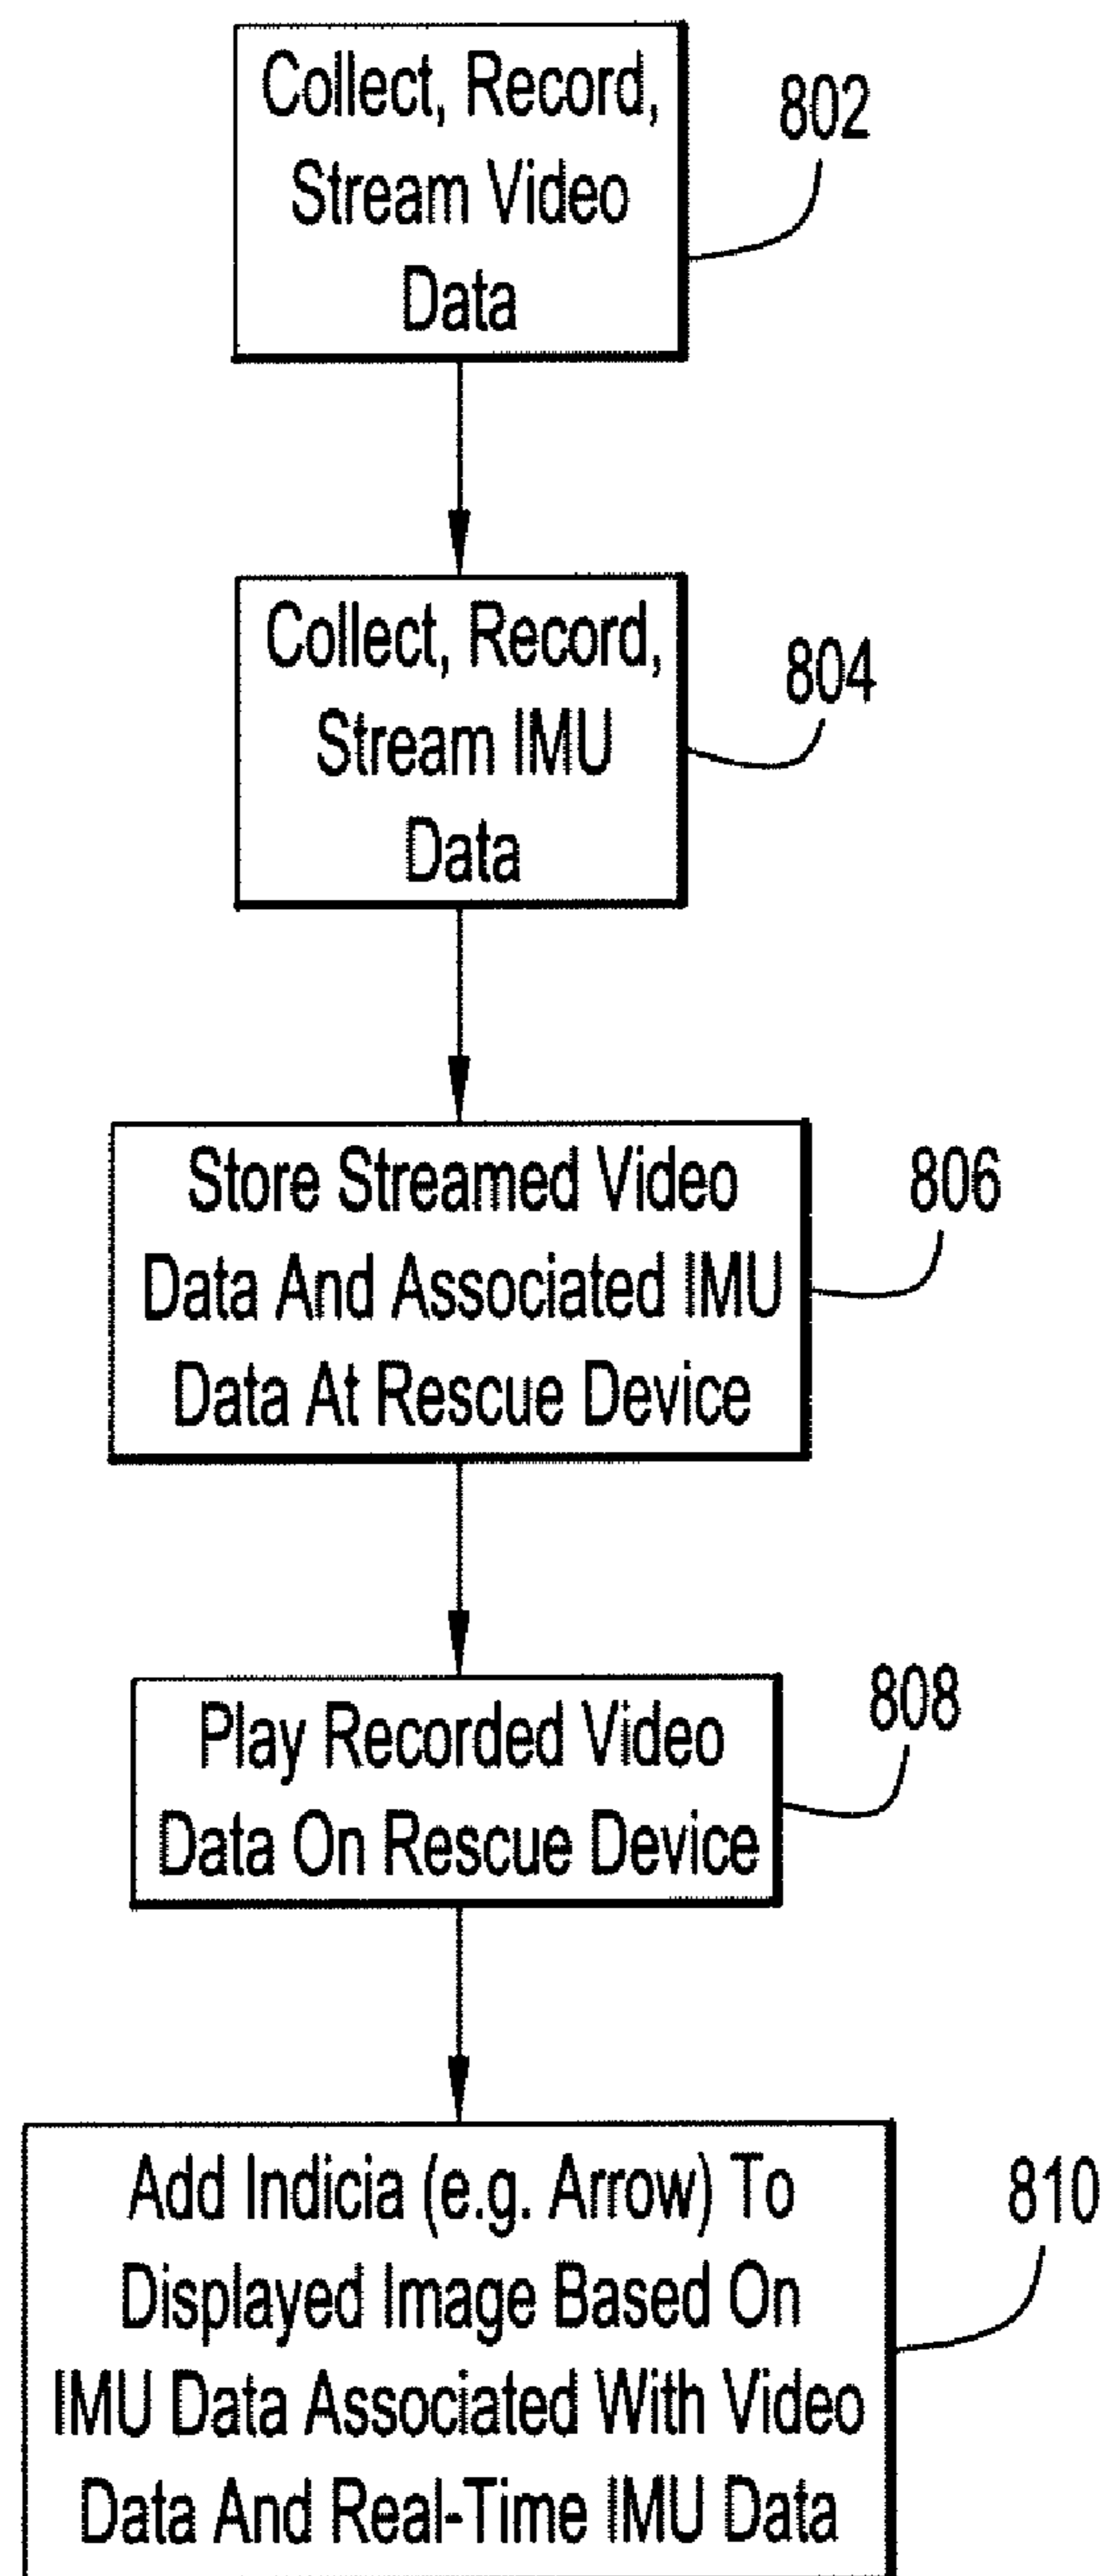 Collect, Record,
Stream Video
Data
802
Collect, Record,
Stream IMU
Data
804
Store Streamed Video
Data And Associated IMU
Data At Rescue Device
806
Play Recorded Video
Data On Rescue Device
808
Add Indicia (e.g. Arrow) To
Displayed Image Based On
IMU Data Associated With Video
Data And Real-Time IMU Data
810